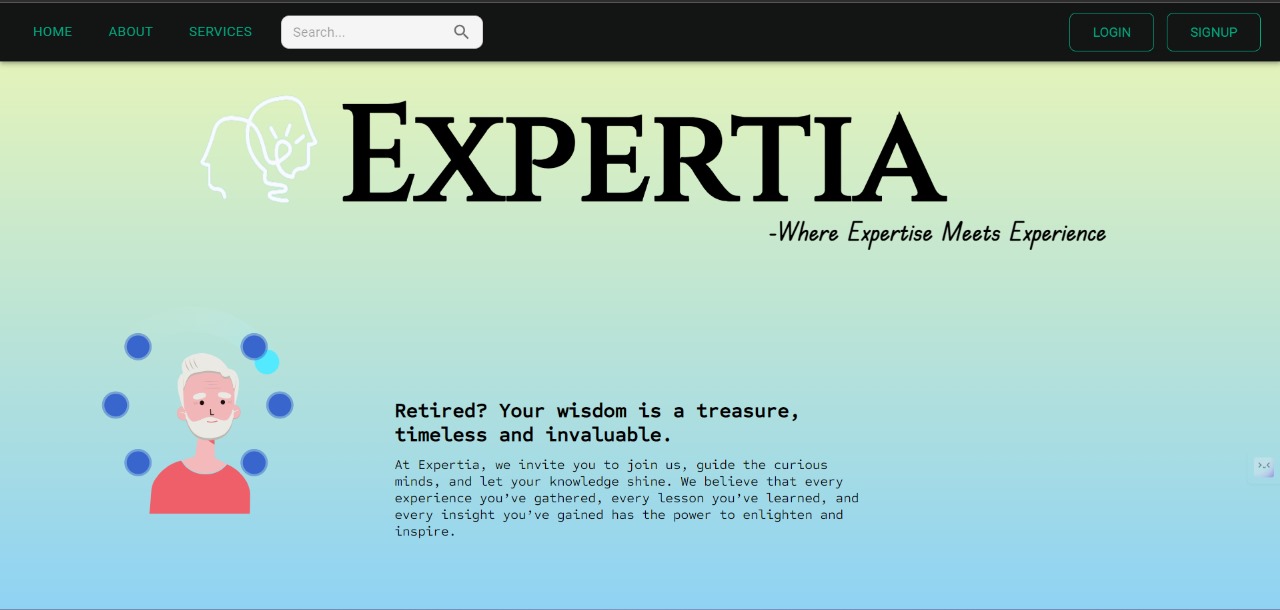 HOME ABOUT SERVICES Search... LOGIN SIGNUP
EXPERTIA
-Where Expertise Meets Experience
Retired? Your wisdom is a treasure,
timeless and invaluable.
At Expertia, we invite you to join us, guide the curious
minds, and let your knowledge shine. We believe that every
experience you’ve gathered, every lesson you’ve learned, and
every insight you’ve gained has the power to enlighten and
inspire.